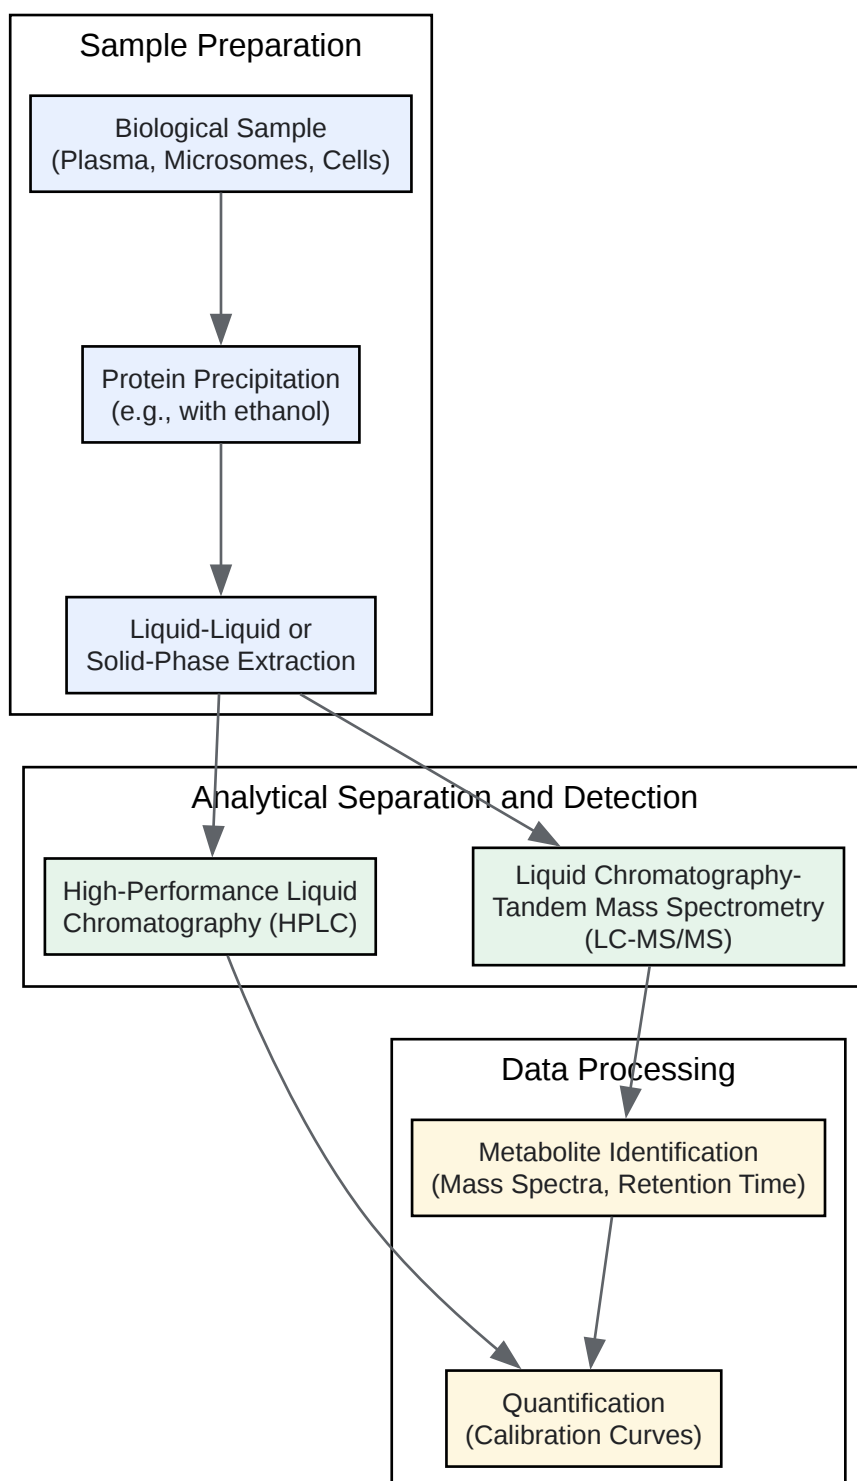 Sample Preparation
Biological Sample
(Plasma, Microsomes, Cells)
Protein Precipitation
(e.g., with ethanol)
Liquid-Liquid or
Solid-Phase Extraction
Analytical Separation and Detection
High-Performance Liquid
Chromatography (HPLC)
Liquid Chromatography-
Tandem Mass Spectrometry
(LC-MS/MS)
Data Processing
Metabolite Identification
(Mass Spectra, Retention Time)
Quantification
(Calibration Curves)